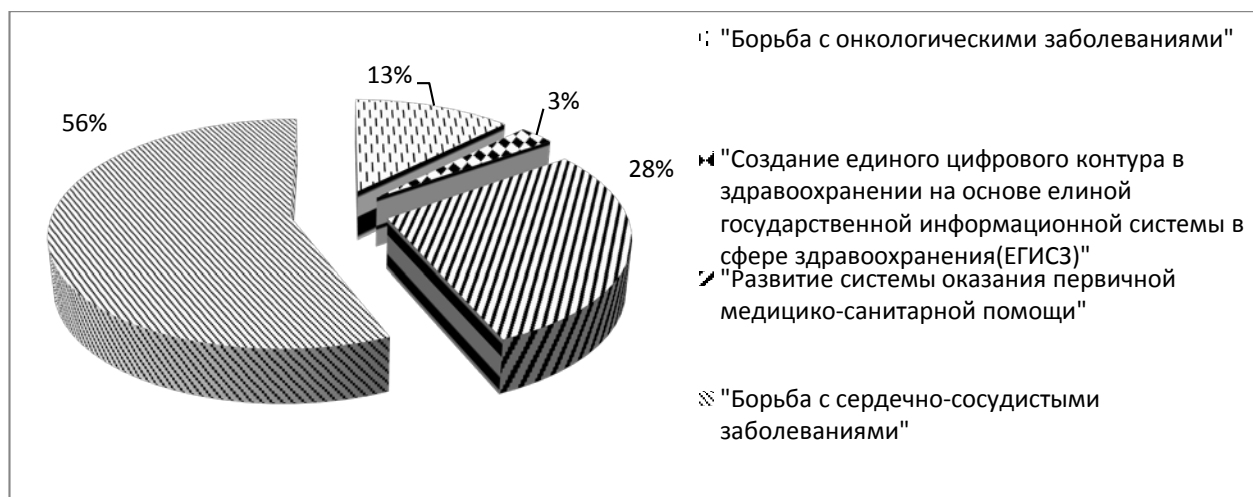 56%
13%
3%
28%
"Борьба с онкологическими заболеваниями"
"Создание единого цифрового контура в
здравоохранении на основе елиной
государственной информационной системы в
сфере здравоохранения(ЕГИСЗ)"
"Развитие системы оказания первичной
медицико-санитарной помощи"
"Борьба с сердечно-сосудистыми
заболеваниями"